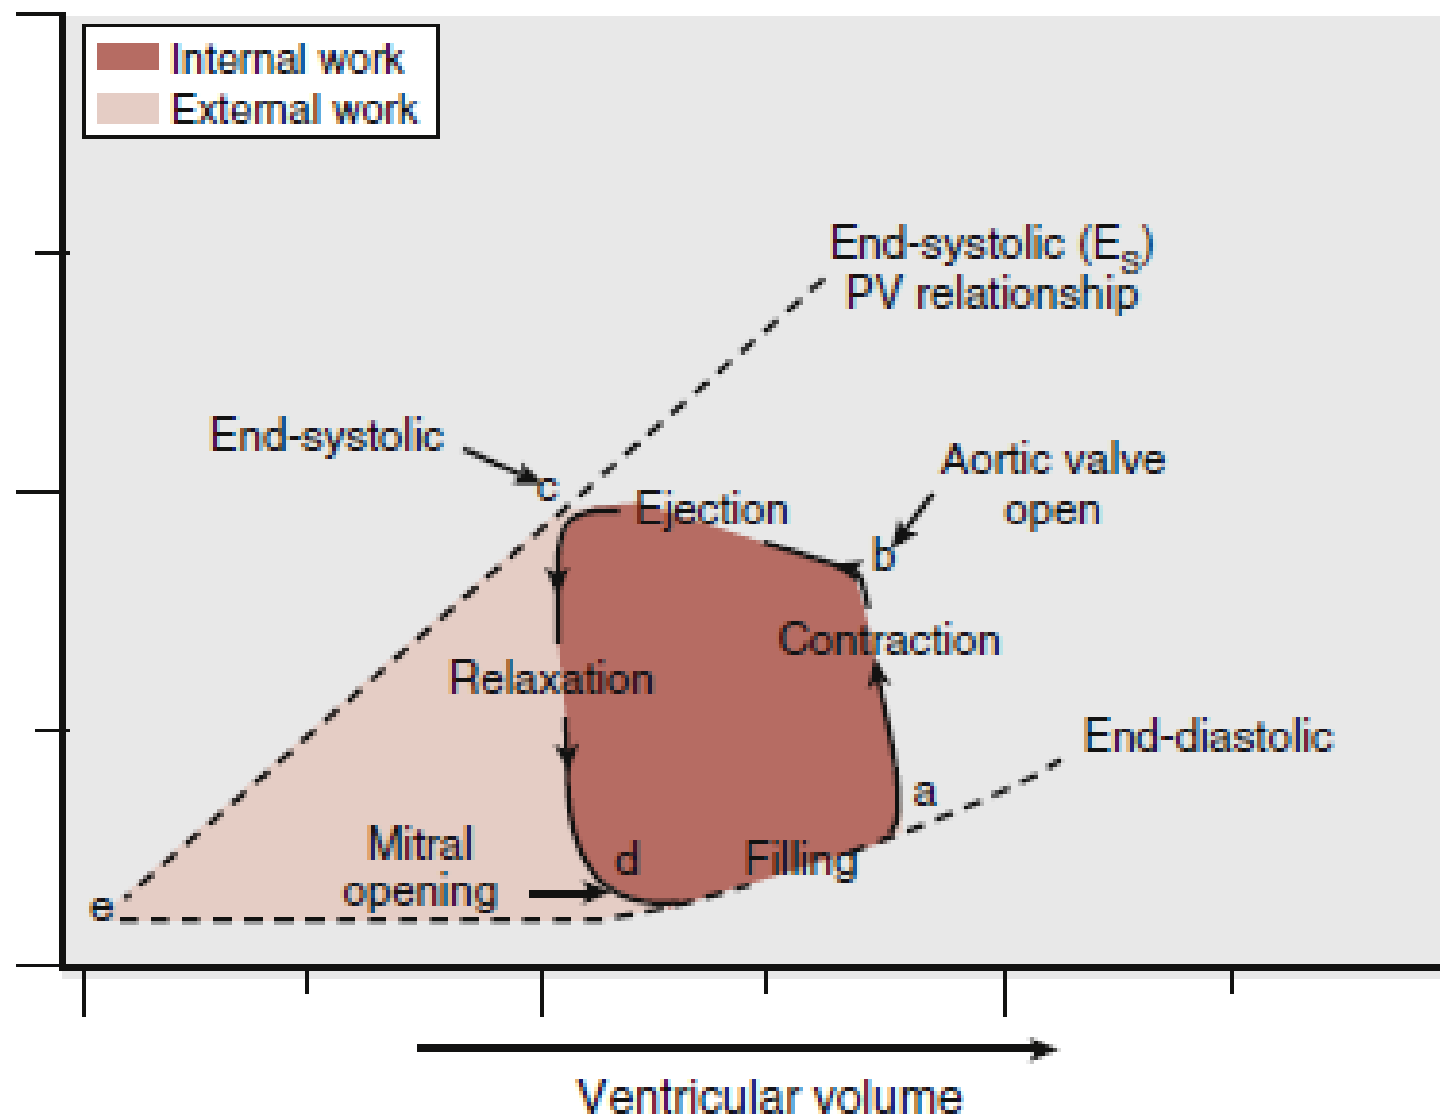 Internal work
External work
End-systolic (Es)
PV relationship
End-systolic
c
Aortic valve
open
Ejection
b
Contraction
Relaxation
End-diastolic
a
Mitral
opening
d
Filling
e
Ventricular volume